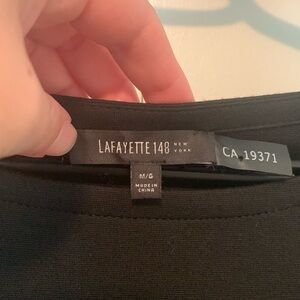 LAFAYETTE 148 NEW YORK
CA 19371
M/G
MADE IN
CHINA